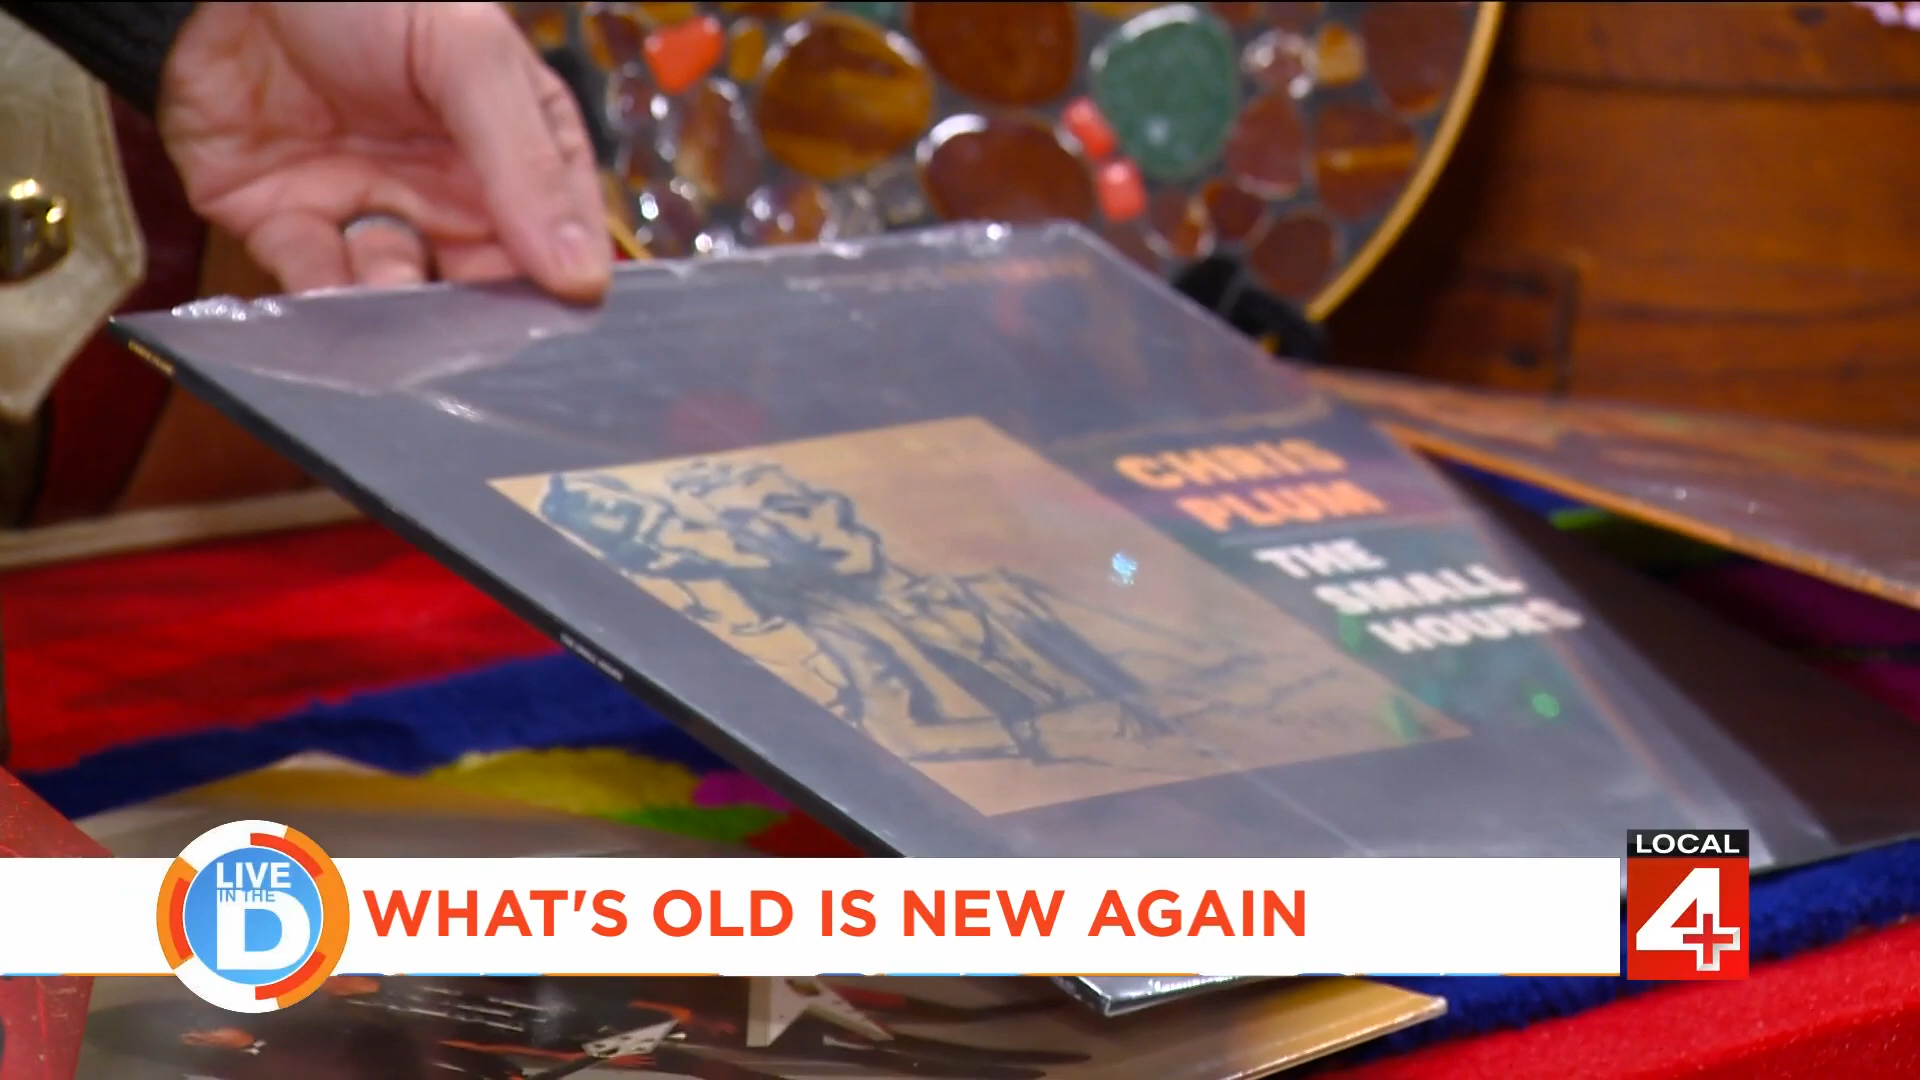 CHRIS
PLUM
THE
SMALL
HOURS
LIVE
IN THE
D
WHAT'S OLD IS NEW AGAIN
LOCAL
4+